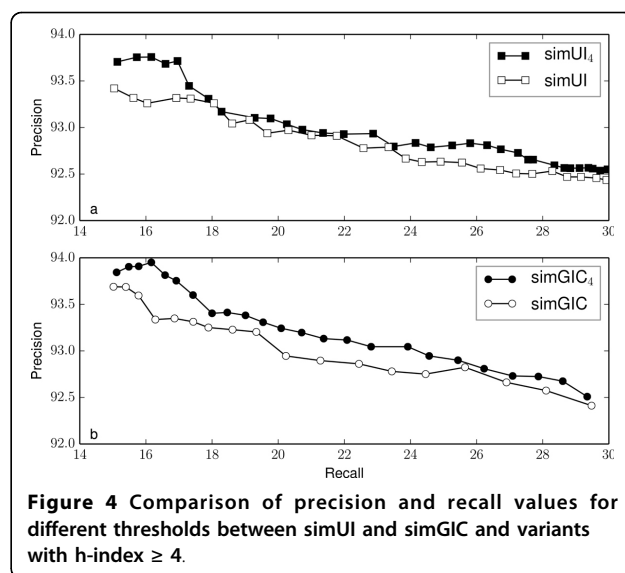 94.0
93.5
93.0
92.5
92.0
Precision
simUI4
simUI
a
14 16 18 20 22 24 26 28 30
94.0
93.5
93.0
92.5
92.0
Precision
simGIC4
simGIC
b
14 16 18 20 22 24 26 28 30
Recall
Figure 4 Comparison of precision and recall values for
different thresholds between simUI and simGIC and variants
with h-index ≥ 4.